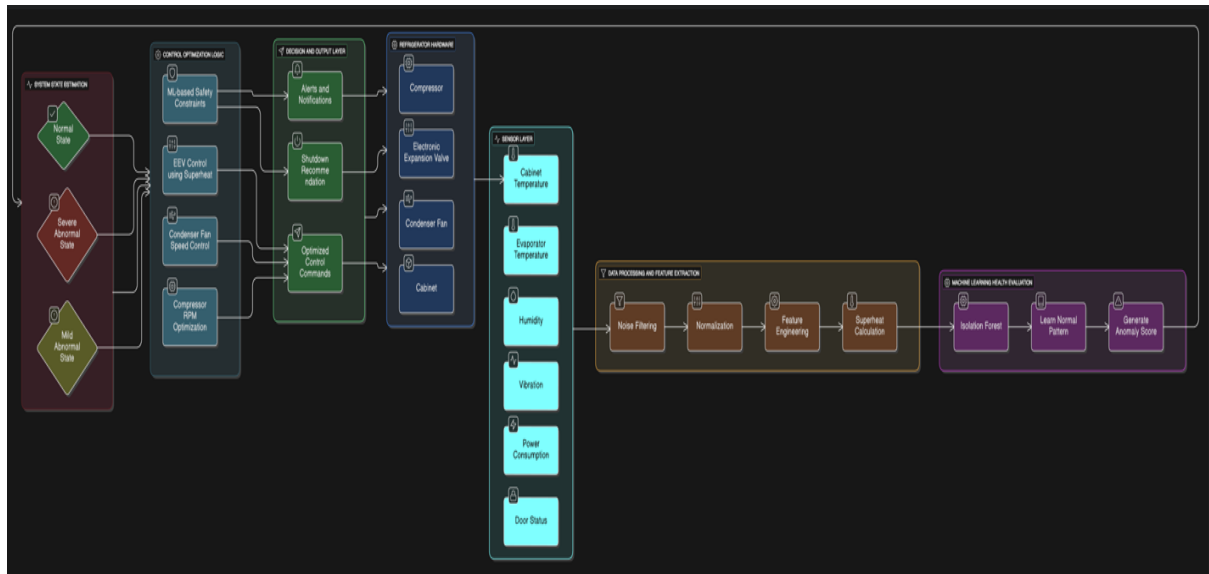 SYSTEM STATE ESTIMATION
Normal
State
Severe
Abnormal
State
Mild
Abnormal
State
CONTROL OPTIMIZATION LOGIC
ML-based Safety
Constraints
EEV Control
using Superheat
Condenser Fan
Speed Control
Compressor
RPM
Optimization
DECISION AND OUTPUT LAYER
Alerts and
Notifications
Shutdown
Recomme
ndation
Optimized
Control
Commands
REFRIGERATOR HARDWARE
Compressor
Electronic
Expansion Valve
Condenser Fan
Cabinet
SENSOR LAYER
Cabinet
Temperature
Evaporator
Temperature
Humidity
Vibration
Power
Consumption
Door Status
DATA PROCESSING AND FEATURE EXTRACTION
Noise Filtering
Normalization
Feature
Engineering
Superheat
Calculation
MACHINE LEARNING HEALTH EVALUATION
Isolation Forest
Learn Normal
Pattern
Generate
Anomaly Score